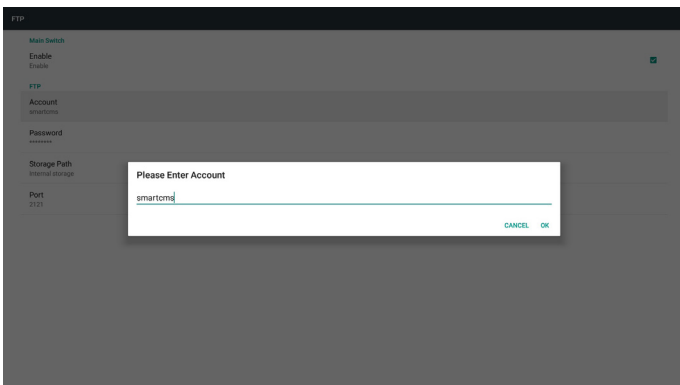 FTP
Main Switch
Enable
Enable
FTP
Account
smartcms
Password
********
Storage Path
Internal storage
Port
2121
Please Enter Account
smartcms
CANCEL OK